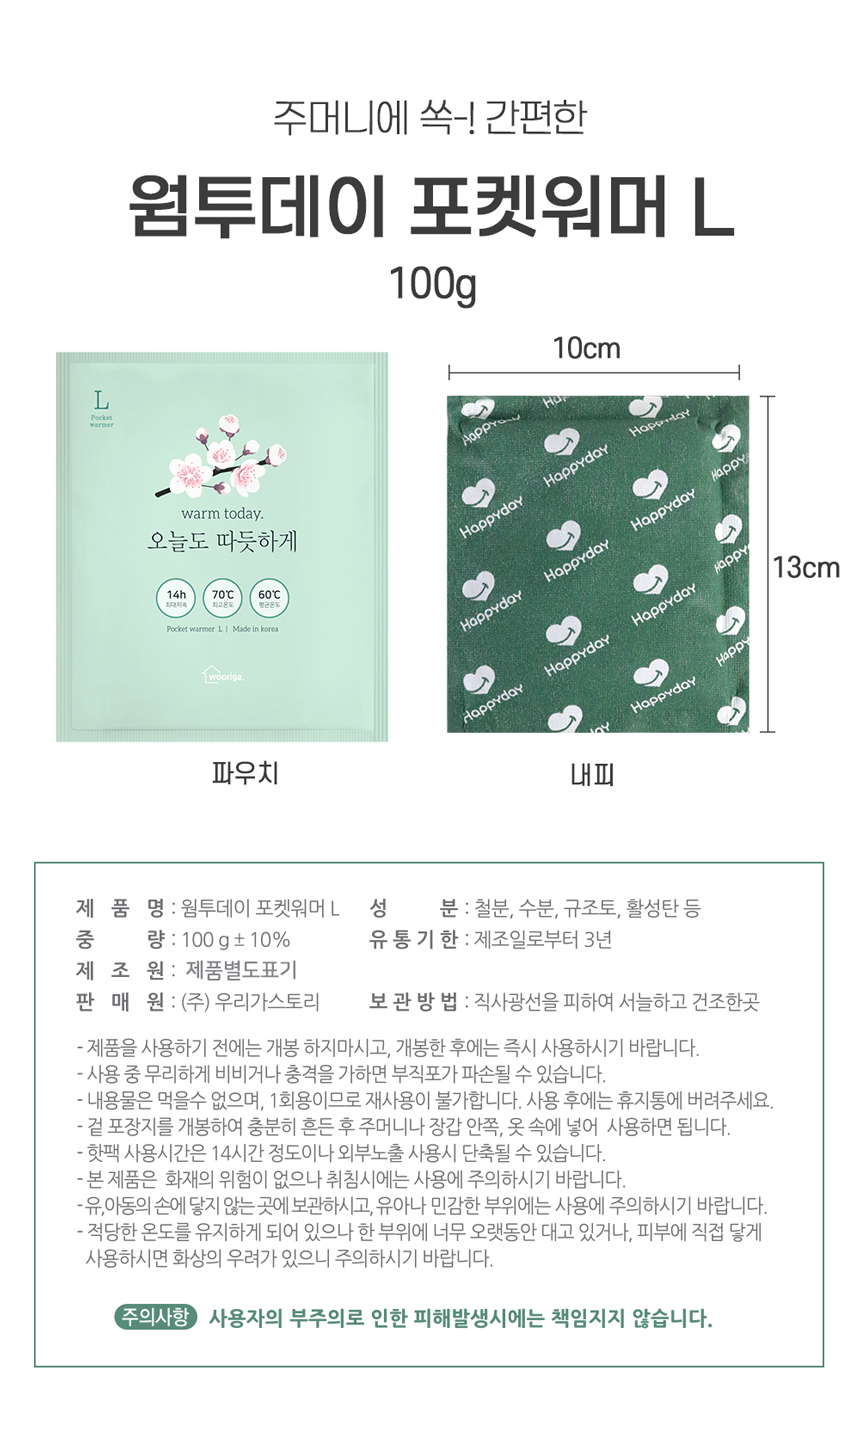 주머니에 쏙-! 간편한
웜투데이 포켓워머 L
100g
10cm
13cm
L
Pocket
warmer
warm today.
오늘도 따듯하게
14h
최대지속
70℃
최고온도
60℃
평균온도
Pocket warmer L | Made in korea
wooriga.
Happyday
Happyday
Happyday
Happyday
Happyday
Happyday
Happyday
Happyday
Happyday
Happyday
파우치
내피
제 품 명 : 웜투데이 포켓워머 L
성 분 : 철분, 수분, 규조토, 활성탄 등
중 량 : 100 g ± 10%
유통기한 : 제조일로부터 3년
제 조 원 : 제품별도표기
판 매 원 : (주) 우리가스토리
보관방법 : 직사광선을 피하여 서늘하고 건조한곳
- 제품을 사용하기 전에는 개봉 하지마시고, 개봉한 후에는 즉시 사용하시기 바랍니다.
- 사용 중 무리하게 비비거나 충격을 가하면 부직포가 파손될 수 있습니다.
- 내용물은 먹을수 없으며, 1회용이므로 재사용이 불가합니다. 사용 후에는 휴지통에 버려주세요.
- 겉 포장지를 개봉하여 충분히 흔든 후 주머니나 장갑 안쪽, 옷 속에 넣어 사용하면 됩니다.
- 핫팩 사용시간은 14시간 정도이나 외부노출 사용시 단축될 수 있습니다.
- 본 제품은 화재의 위험이 없으나 취침시에는 사용에 주의하시기 바랍니다.
- 유,아동의 손에 닿지 않는 곳에 보관하시고, 유아나 민감한 부위에는 사용에 주의하시기 바랍니다.
- 적당한 온도를 유지하게 되어 있으나 한 부위에 너무 오랫동안 대고 있거나, 피부에 직접 닿게
사용하시면 화상의 우려가 있으니 주의하시기 바랍니다.
주의사항 사용자의 부주의로 인한 피해발생시에는 책임지지 않습니다.